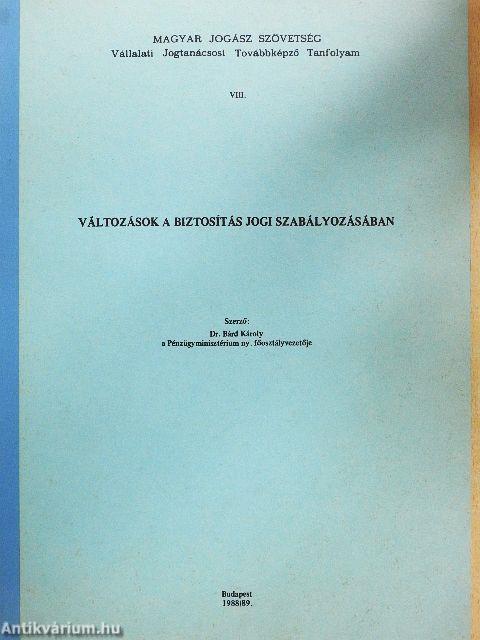 MAGYAR JOGÁSZ SZÖVETSÉG
Vállalati Jogtanácsosi Továbbképző Tanfolyam
VIII.
VÁLTOZÁSOK A BIZTOSÍTÁS JOGI SZABÁLYOZÁSÁBAN
Szerző:
Dr. Bárd Károly
a Pénzügyminisztérium ny. főosztályvezetője
Budapest
1988/89.
Antikvárium.hu